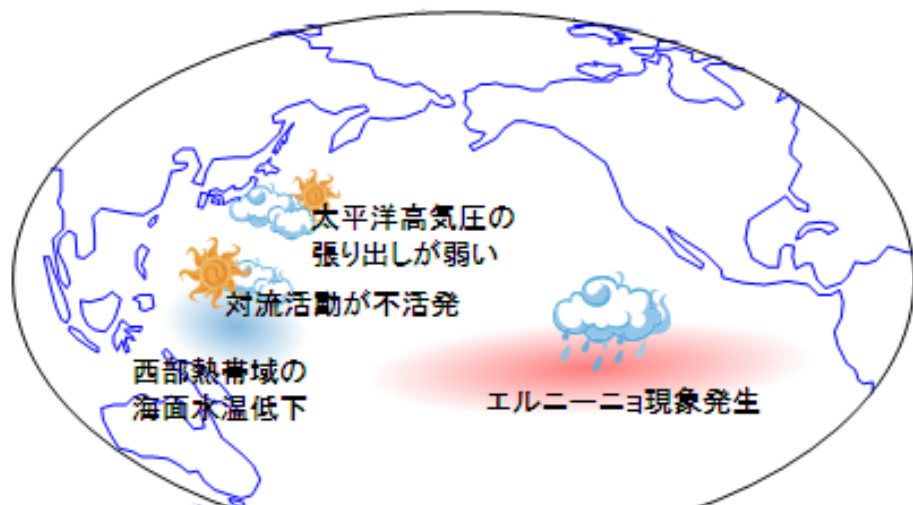 太平洋高気圧の
張り出しが弱い
対流活動が不活発
西部熱帯域の
海面水温低下
エルニーニョ現象発生